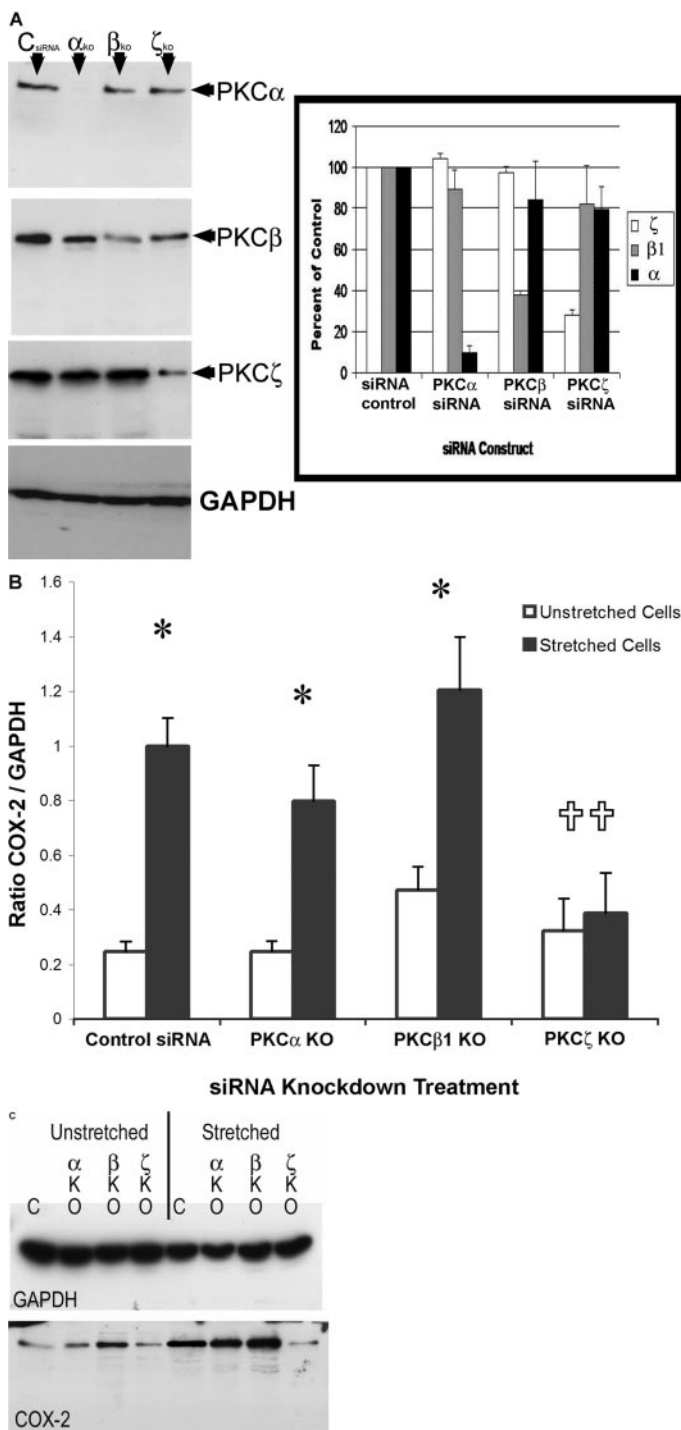 A
CsiRNA αko βko ζko
PKCα
PKCβ
PKCζ
GAPDH
120
100
80
60
40
20
0
Percent of Control
siRNA control
PKCα siRNA
PKCβ siRNA
PKCζ siRNA
siRNA Construct
ζ
β1
α
B
1.6
1.4
1.2
1
0.8
0.6
0.4
0.2
0
Ratio COX-2 / GAPDH
* * * ✞✞
Unstretched Cells
Stretched Cells
Control siRNA PKCα KO PKCβ1 KO PKCζ KO
siRNA Knockdown Treatment
c
Unstretched Stretched
α β ζ α β ζ
K K K K K K
C O O O C O O O
GAPDH
COX-2